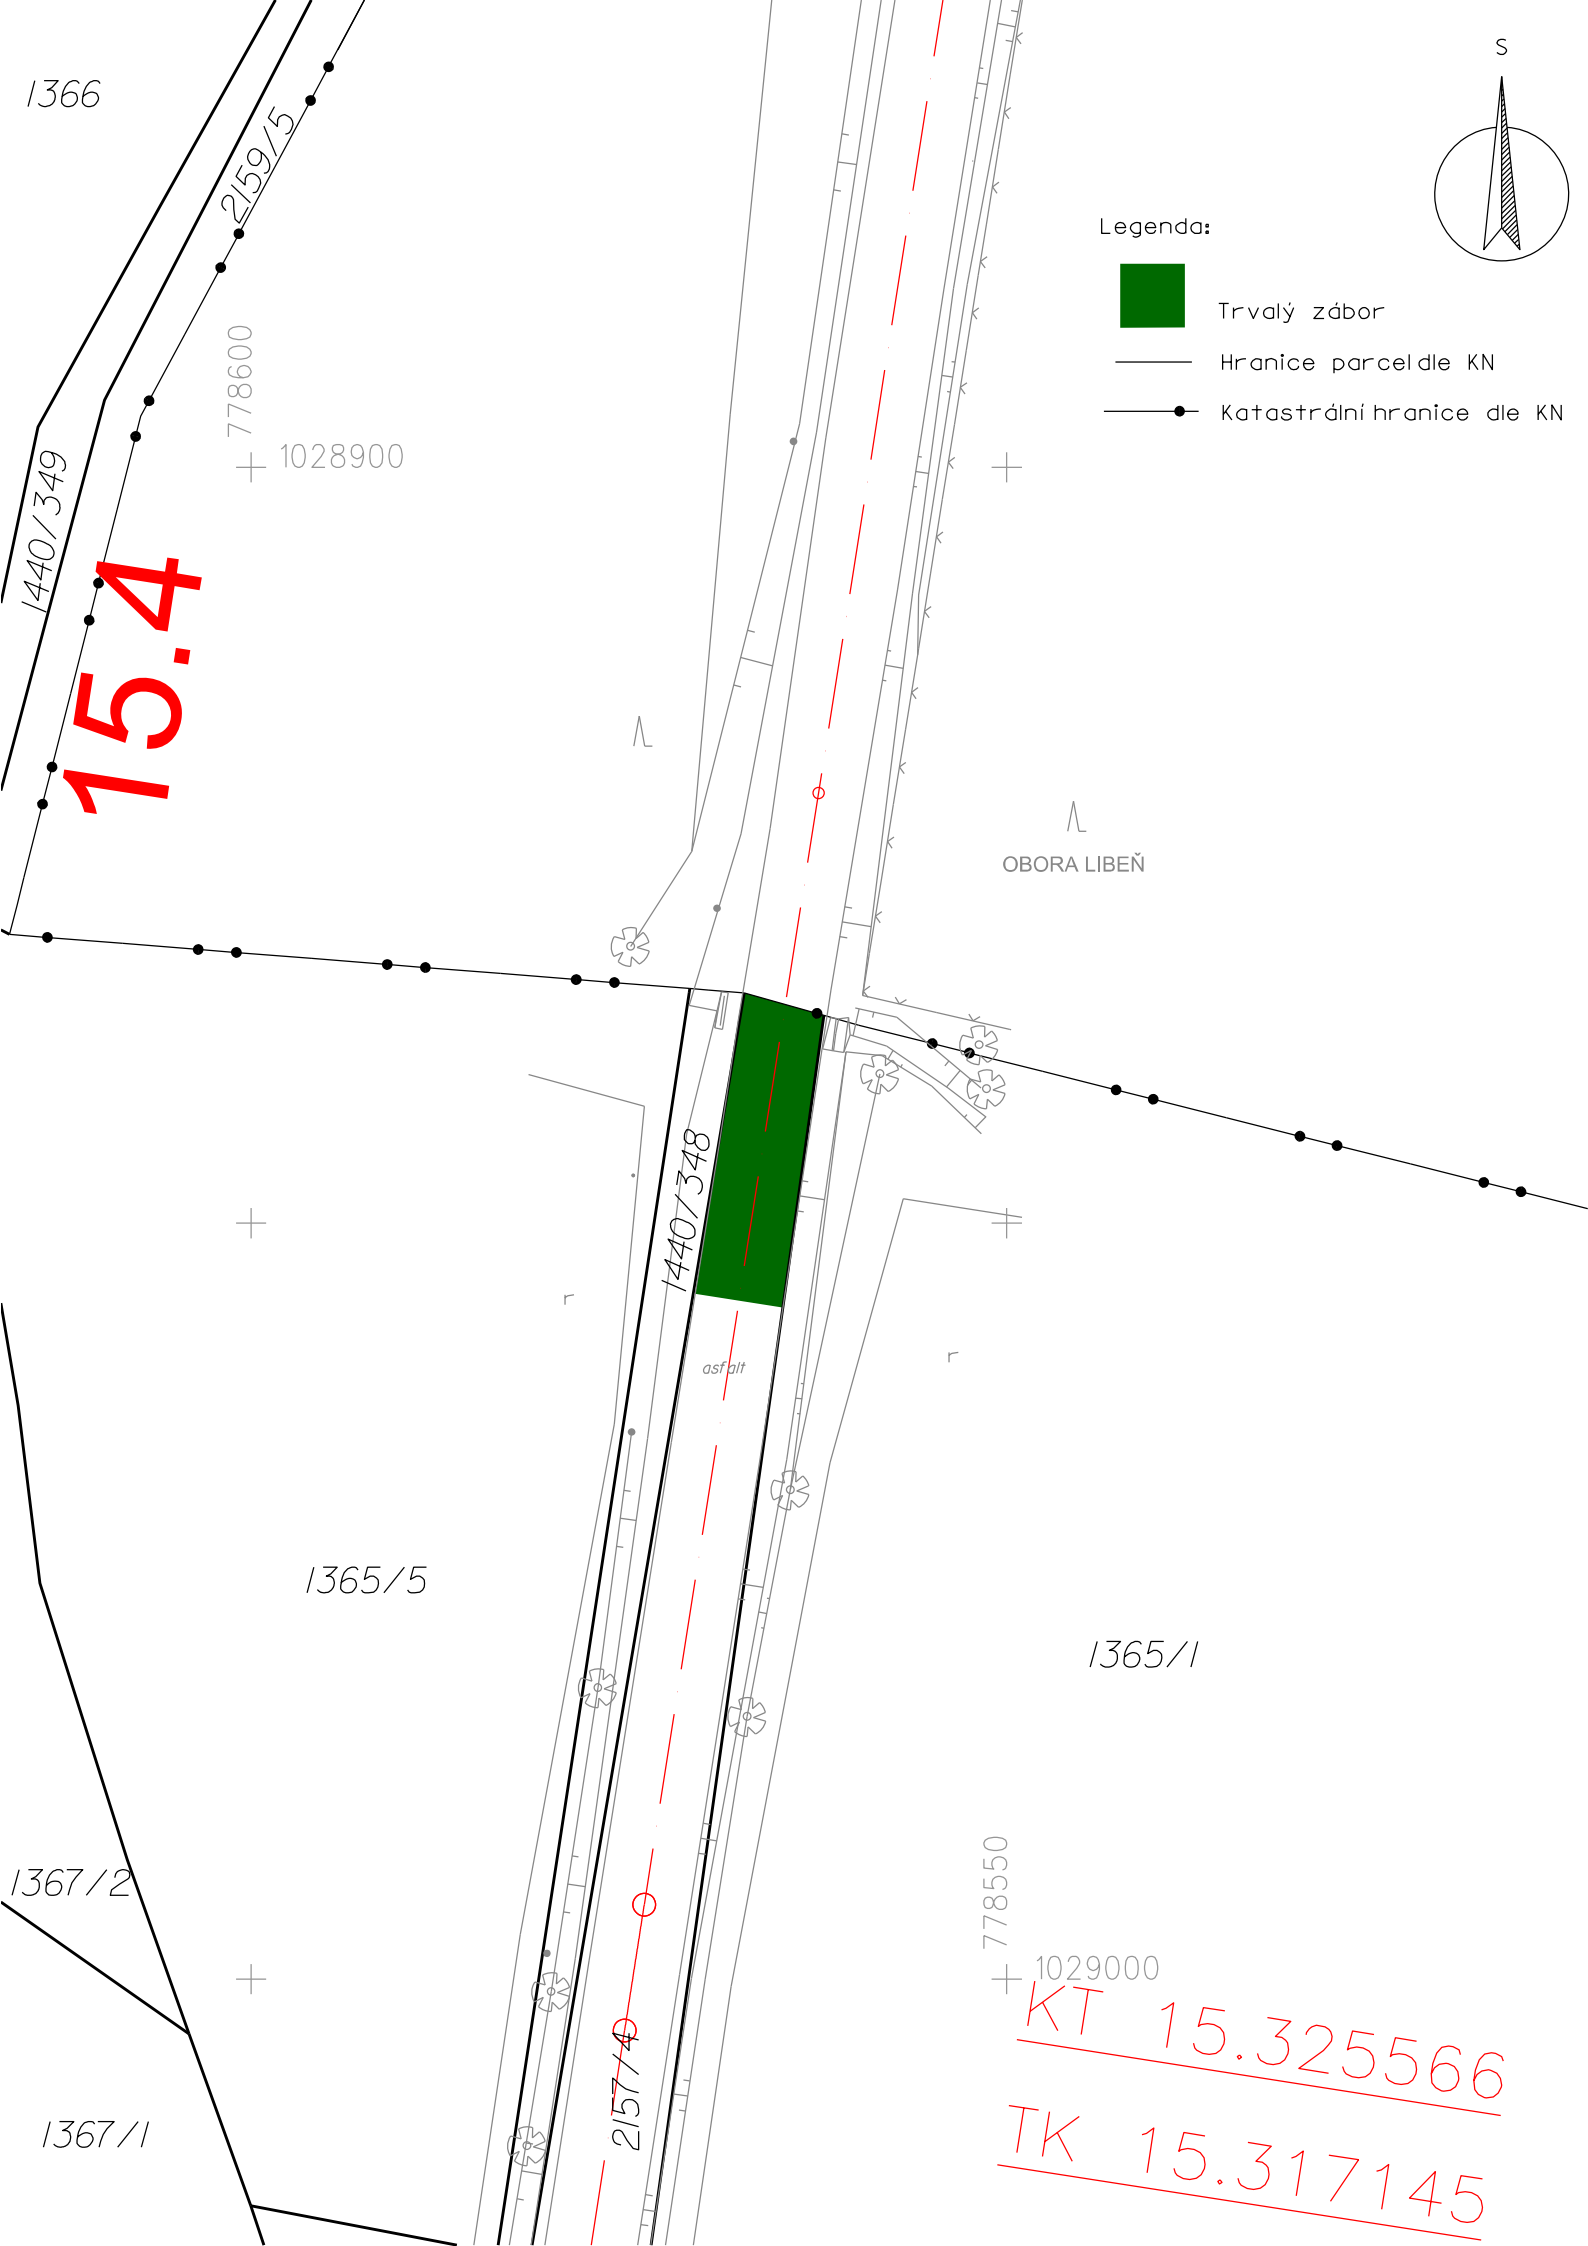 S
1366
2159/5
Legenda:
Trvalý zábor
Hranice parcel dle KN
Katastrální hranice dle KN
778600
1028900
1440/349
15.4
OBORA LIBEŇ
1440/348
r
r
asfalt
1365/5
1365/1
1367/2
778550
1029000
KT 15.325566
2157/4
1367/1
TK 15.317145